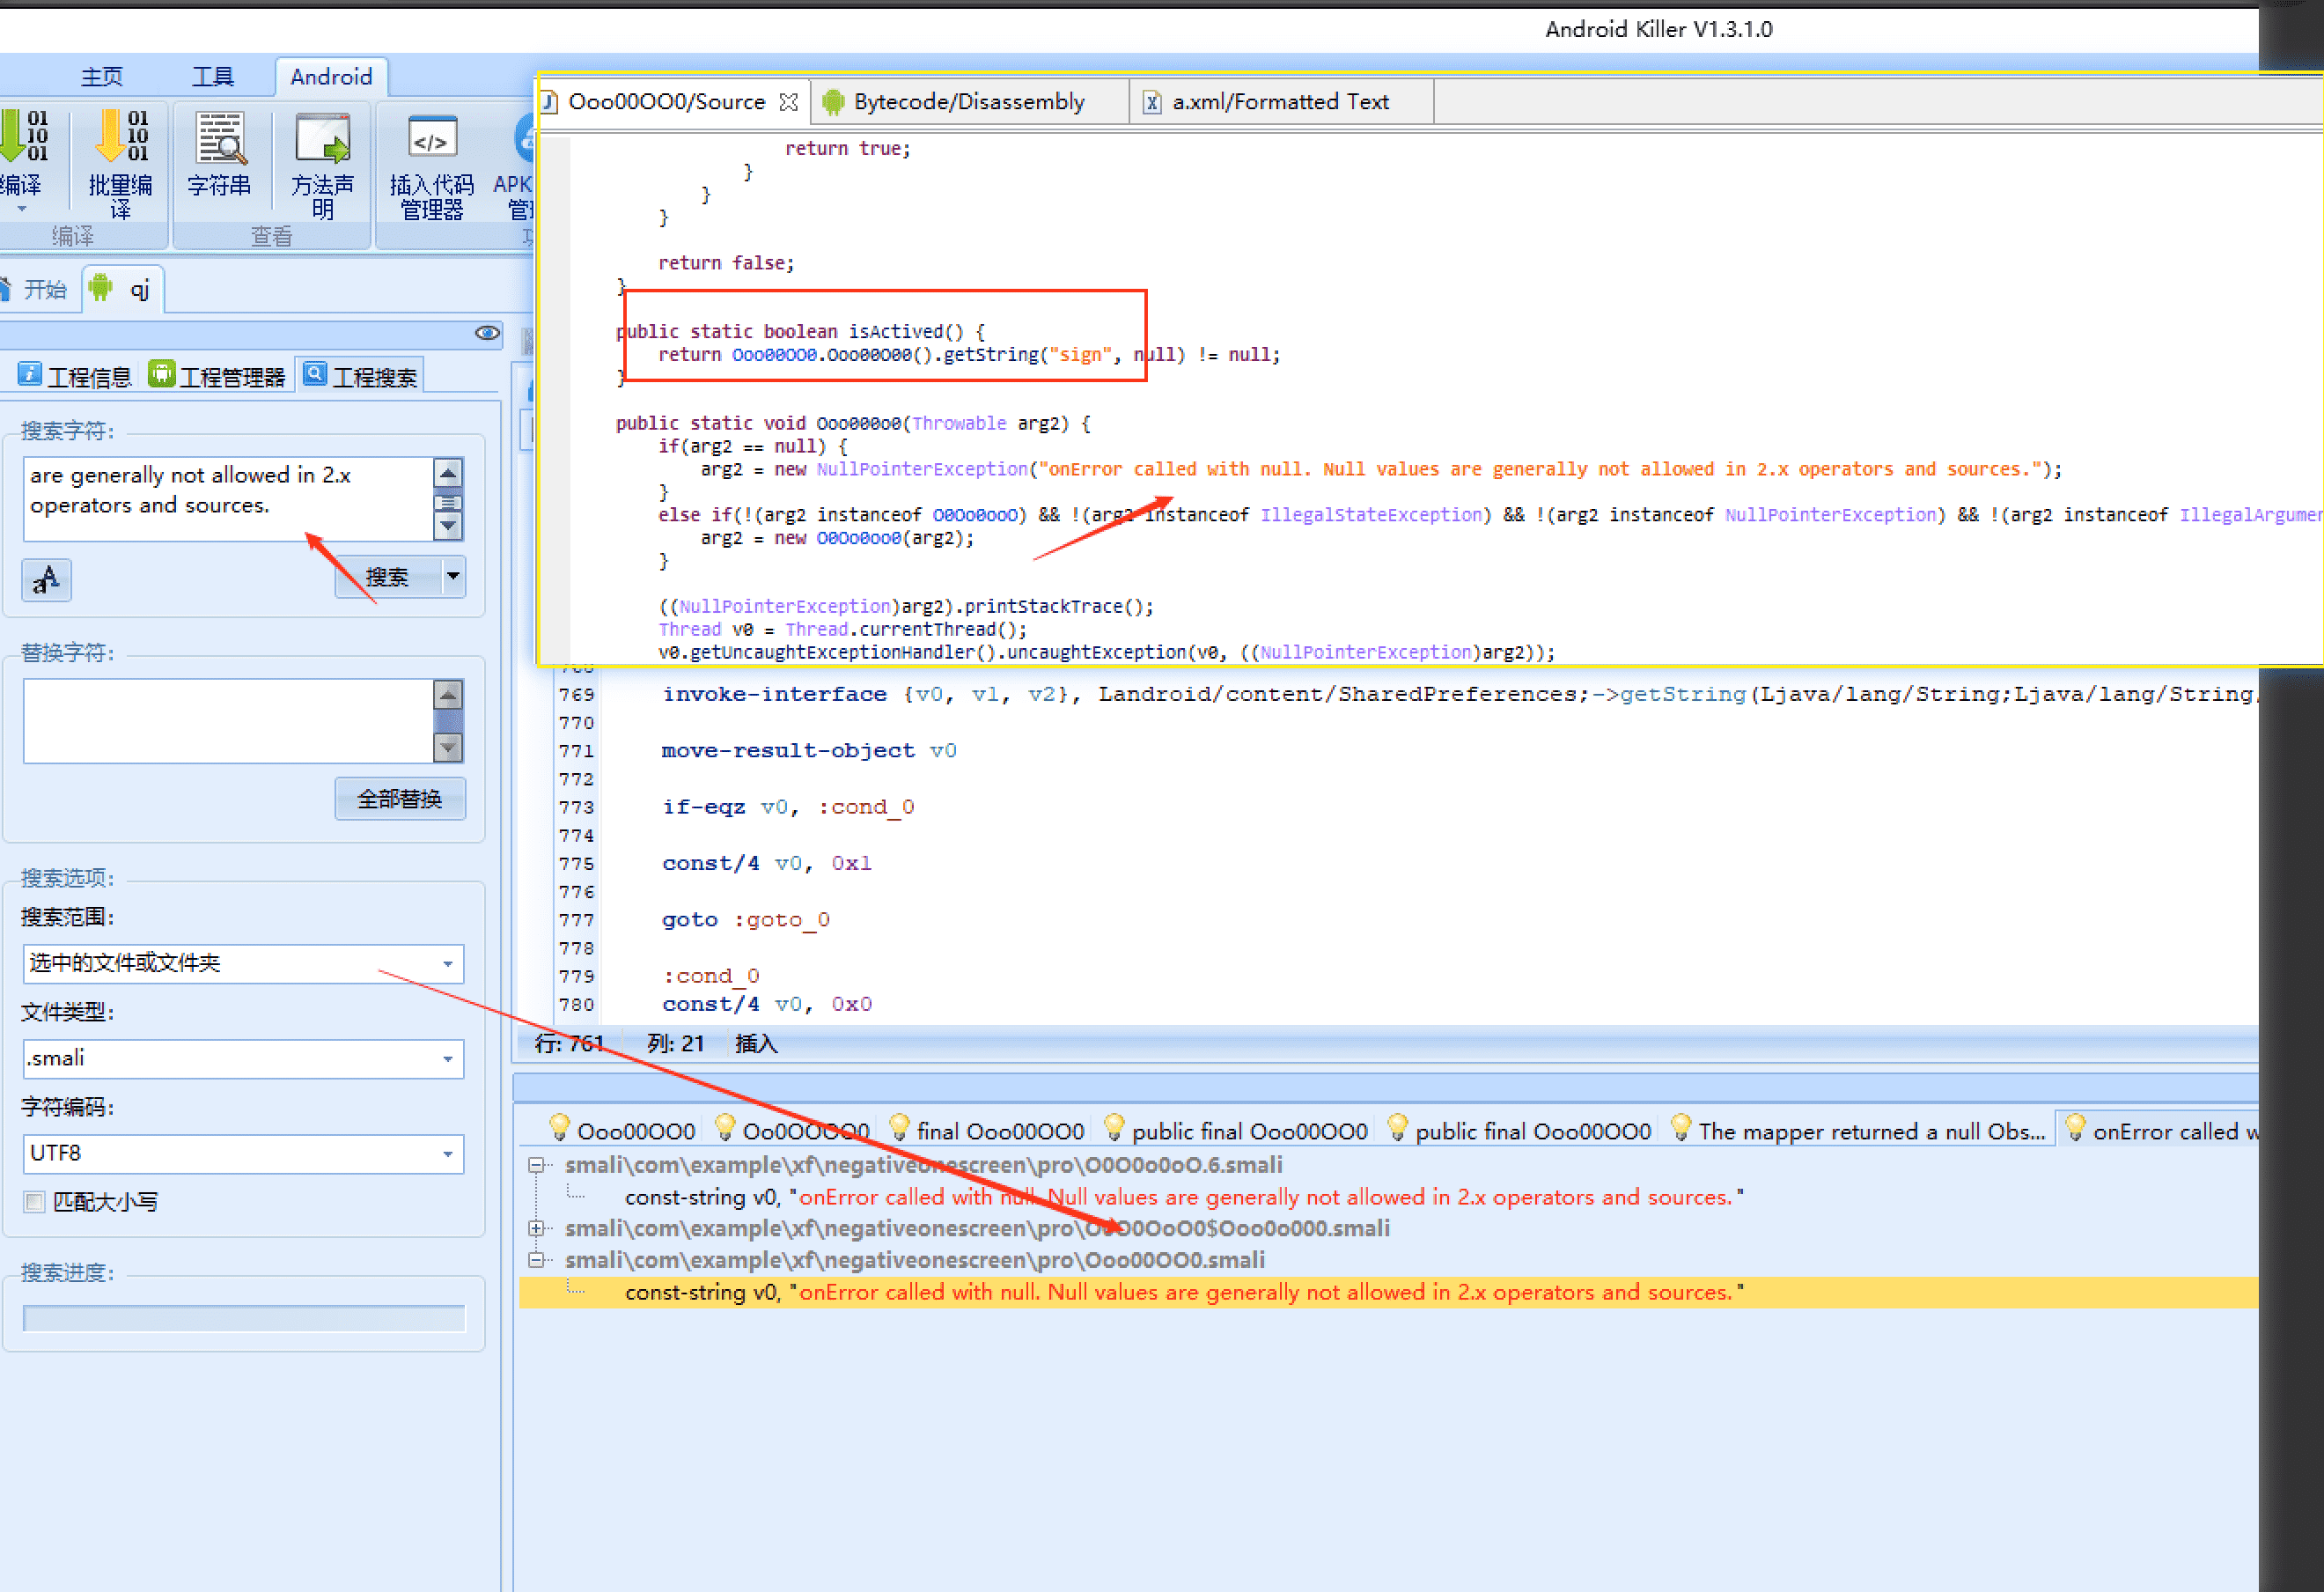 Android Killer V1.3.1.0
主页 工具 Android
编译 批量编译 字符串 方法声明 插入代码管理器 APK
编译 查看
开始 qj
工程信息 工程管理器 工程搜索
搜索字符:
are generally not allowed in 2.x
operators and sources.
搜索
替换字符:
全部替换
搜索选项:
搜索范围:
选中的文件或文件夹
文件类型:
.smali
字符编码:
UTF8
匹配大小写
搜索进度:
Ooo00OO0/Source Bytecode/Disassembly a.xml/Formatted Text
return true;
}
}
}
return false;
}
public static boolean isActived() {
return Ooo00OO0.Ooo00O00().getString("sign", null) != null;
}
public static void Ooo000o0(Throwable arg2) {
if(arg2 == null) {
arg2 = new NullPointerException("onError called with null. Null values are generally not allowed in 2.x operators and sources.");
}
else if(!(arg2 instanceof O0Oo0ooO) && !(arg2 instanceof IllegalStateException) && !(arg2 instanceof NullPointerException) && !(arg2 instanceof IllegalArgumen
arg2 = new O0Oo0oo0(arg2);
}
((NullPointerException)arg2).printStackTrace();
Thread v0 = Thread.currentThread();
v0.getUncaughtExceptionHandler().uncaughtException(v0, ((NullPointerException)arg2));
769 invoke-interface {v0, v1, v2}, Landroid/content/SharedPreferences;->getString(Ljava/lang/String;Ljava/lang/String;
770
771 move-result-object v0
772
773 if-eqz v0, :cond_0
774
775 const/4 v0, 0x1
776
777 goto :goto_0
778
779 :cond_0
780 const/4 v0, 0x0
行: 761 列: 21 插入
Ooo00OO0 Oo0OOOO0 final Ooo00OO0 public final Ooo00OO0 public final Ooo00OO0 The mapper returned a null Obs... onError called w
smali\com\example\xf\negativeonescreen\pro\O0O0o0oO.6.smali
const-string v0, "onError called with null. Null values are generally not allowed in 2.x operators and sources."
smali\com\example\xf\negativeonescreen\pro\OoO0OoO0$Ooo0o000.smali
smali\com\example\xf\negativeonescreen\pro\Ooo00OO0.smali
const-string v0, "onError called with null. Null values are generally not allowed in 2.x operators and sources."